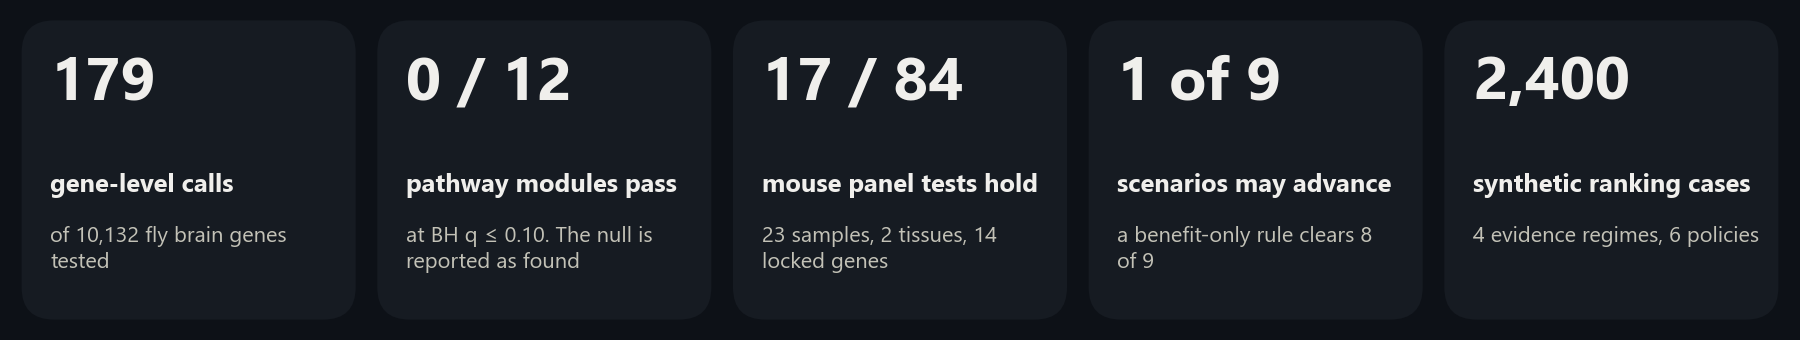 179
gene-level calls
of 10,132 fly brain genes
tested
0 / 12
pathway modules pass
at BH q ≤ 0.10. The null is
reported as found
17 / 84
mouse panel tests hold
23 samples, 2 tissues, 14
locked genes
1 of 9
scenarios may advance
a benefit-only rule clears 8
of 9
2,400
synthetic ranking cases
4 evidence regimes, 6 policies